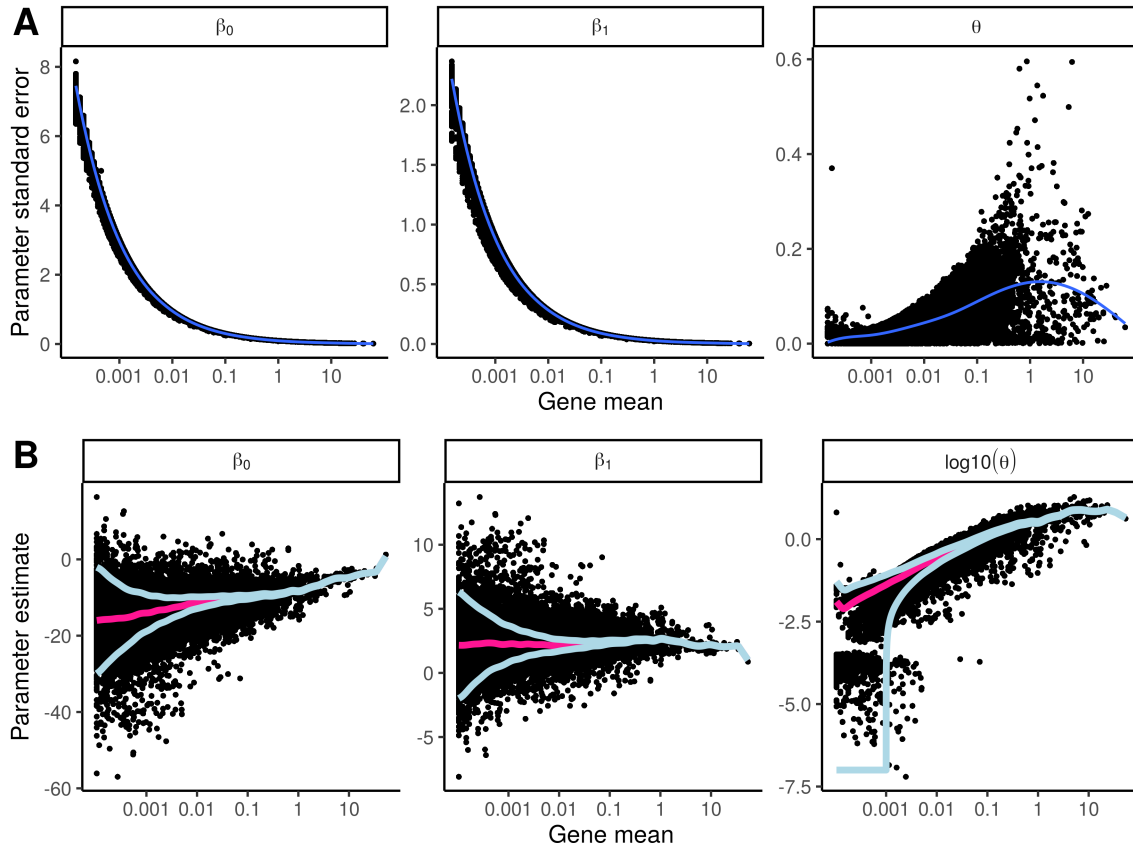 A
β0
β1
θ
Parameter standard error
8
6
4
2
0
2.0
1.5
1.0
0.5
0.0
0.6
0.4
0.2
0.0
0.001 0.01 0.1 1 10
0.001 0.01 0.1 1 10
0.001 0.01 0.1 1 10
Gene mean
B
β0
β1
log10(θ)
Parameter estimate
0
-20
-40
-60
10
5
0
-5
0.0
-2.5
-5.0
-7.5
0.001 0.01 0.1 1 10
0.001 0.01 0.1 1 10
0.001 0.01 0.1 1 10
Gene mean